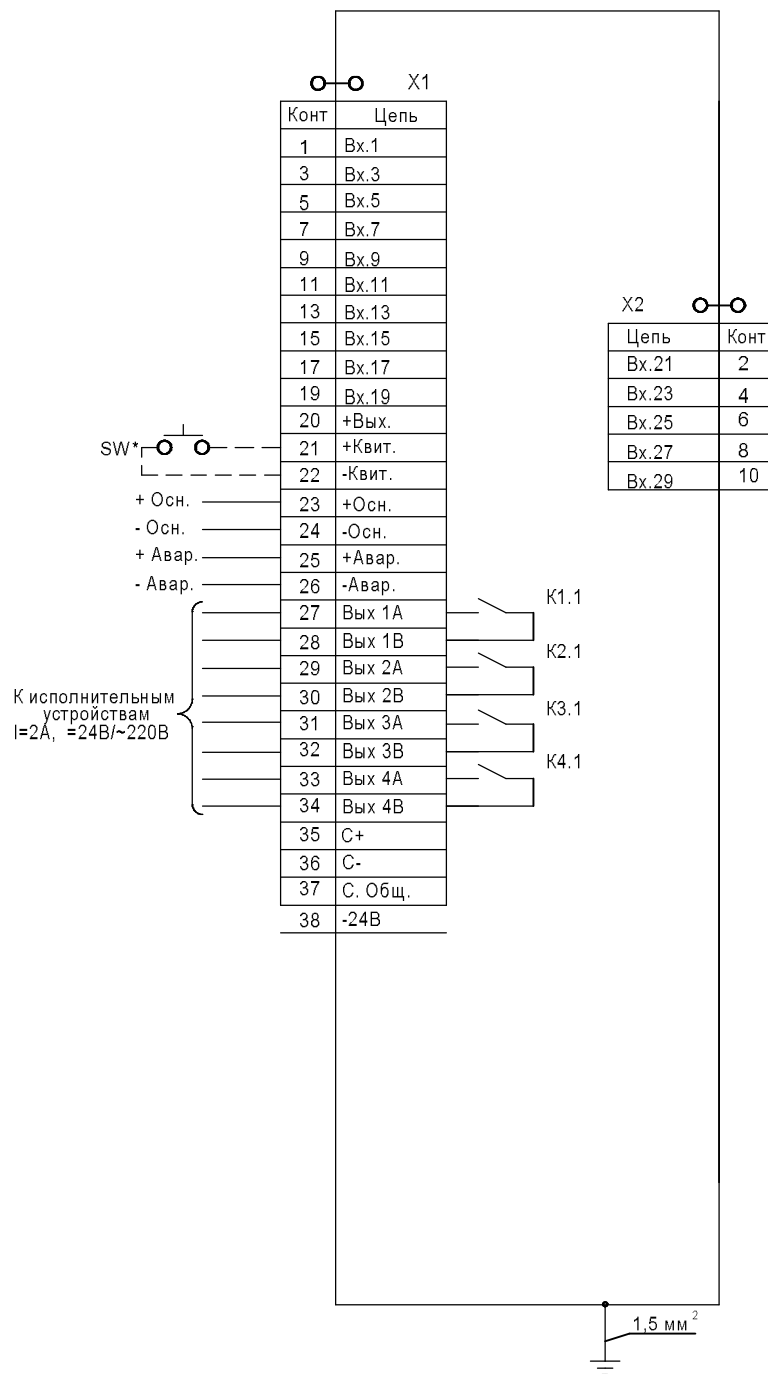 X1
Конт Цепь
1 Вх.1
3 Вх.3
5 Вх.5
7 Вх.7
9 Вх.9
11 Вх.11
13 Вх.13
15 Вх.15
17 Вх.17
19 Вх.19
20 +Вых.
SW* 21 +Квит.
22 -Квит.
+ Осн. 23 +Осн.
- Осн. 24 -Осн.
+ Авар. 25 +Авар.
- Авар. 26 -Авар.
27 Вых 1А К1.1
28 Вых 1В
29 Вых 2А К2.1
30 Вых 2В
31 Вых 3А К3.1
32 Вых 3В
33 Вых 4А К4.1
34 Вых 4В
35 С+
36 С-
37 С. Общ.
38 -24В
К исполнительным
устройствам
I=2А, =24В/~220В
X2
Цепь Конт
Вх.21 2
Вх.23 4
Вх.25 6
Вх.27 8
Вх.29 10
1,5 мм²